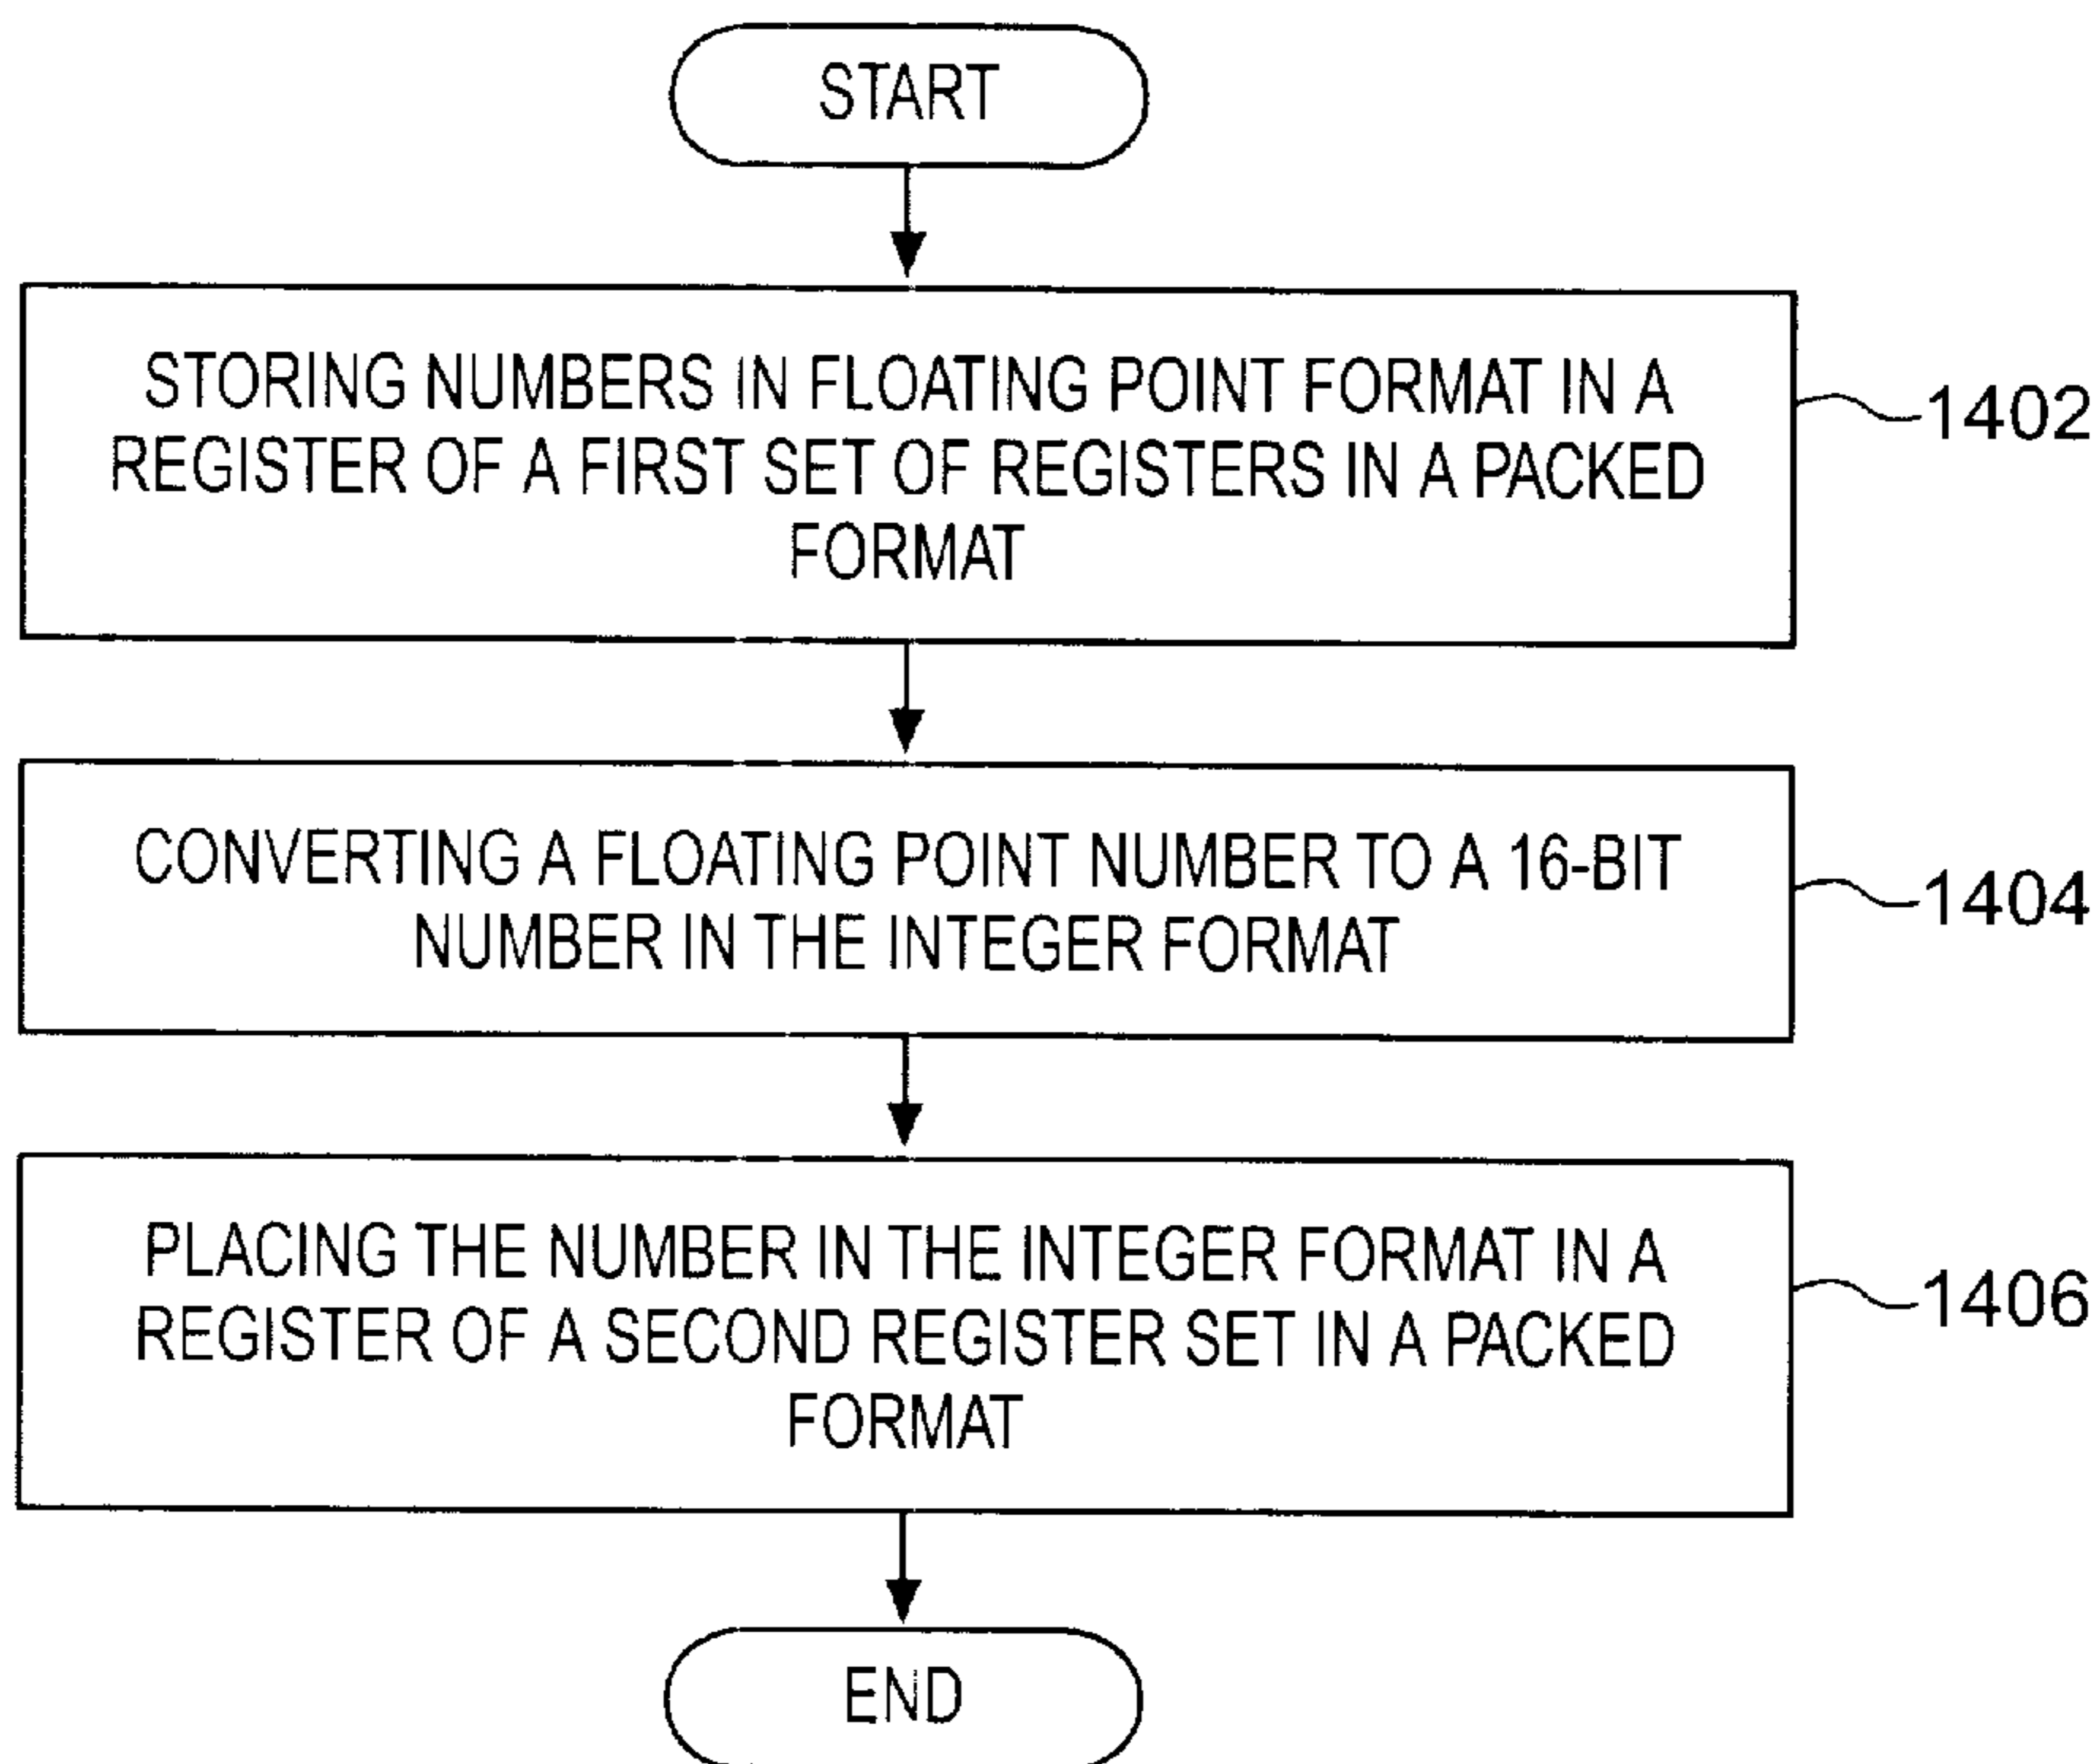 START
STORING NUMBERS IN FLOATING POINT FORMAT IN A
REGISTER OF A FIRST SET OF REGISTERS IN A PACKED
FORMAT
1402
CONVERTING A FLOATING POINT NUMBER TO A 16-BIT
NUMBER IN THE INTEGER FORMAT
1404
PLACING THE NUMBER IN THE INTEGER FORMAT IN A
REGISTER OF A SECOND REGISTER SET IN A PACKED
FORMAT
1406
END